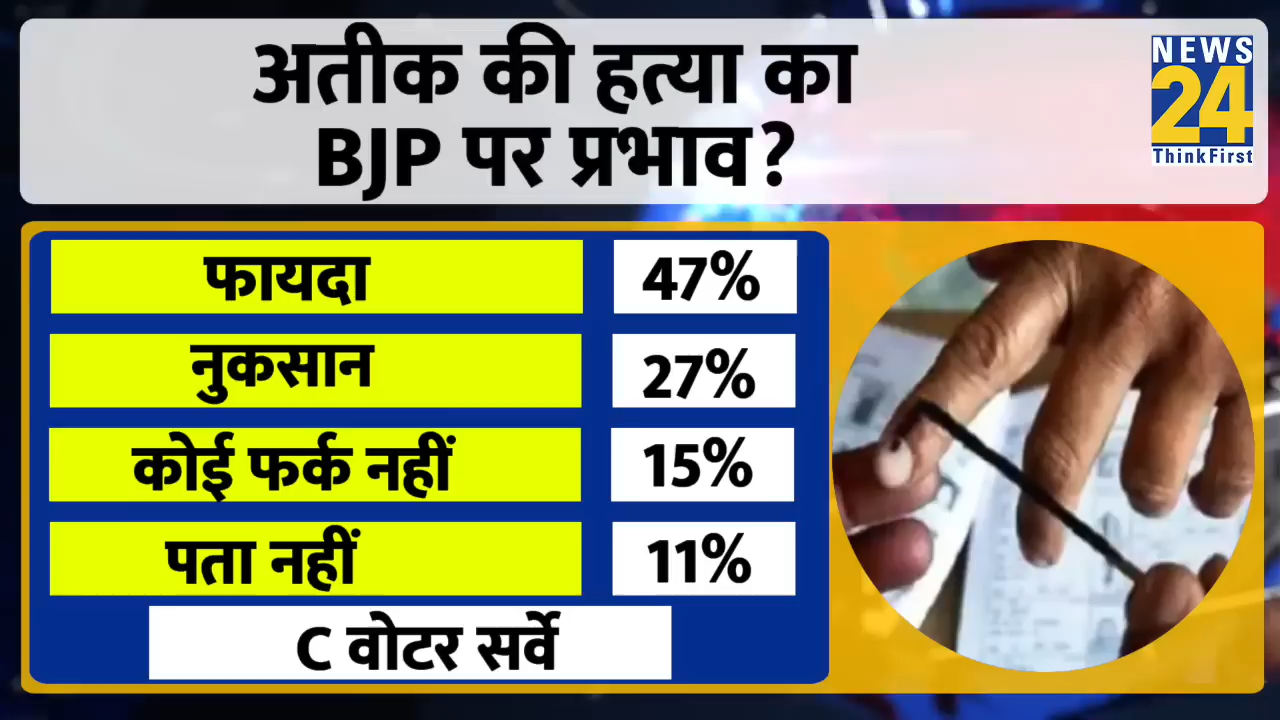 अतीक की हत्या का
BJP पर प्रभाव?
NEWS
24
ThinkFirst
फायदा 47%
नुकसान 27%
कोई फर्क नहीं 15%
पता नहीं 11%
C वोटर सर्वे